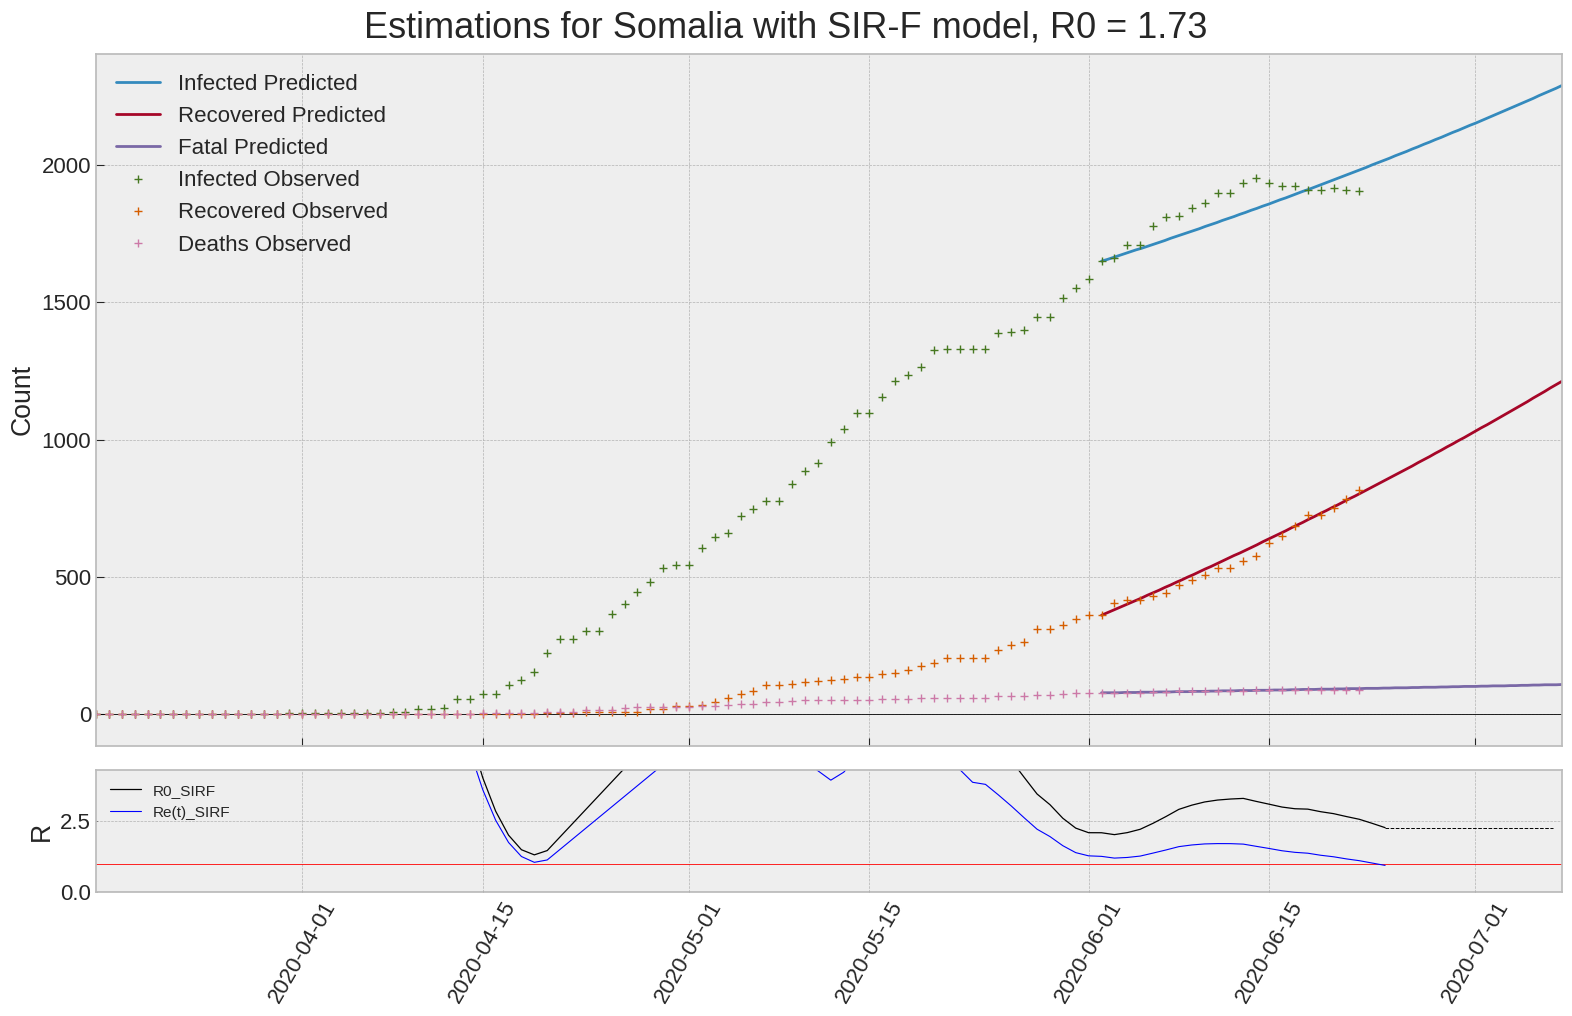 Estimations for Somalia with SIR-F model, R0 = 1.73
Infected Predicted
Recovered Predicted
Fatal Predicted
Infected Observed
Recovered Observed
Deaths Observed
2000
1500
1000
500
0
Count
R0_SIRF
Re(t)_SIRF
2.5
0.0
R
2020-04-01
2020-04-15
2020-05-01
2020-05-15
2020-06-01
2020-06-15
2020-07-01